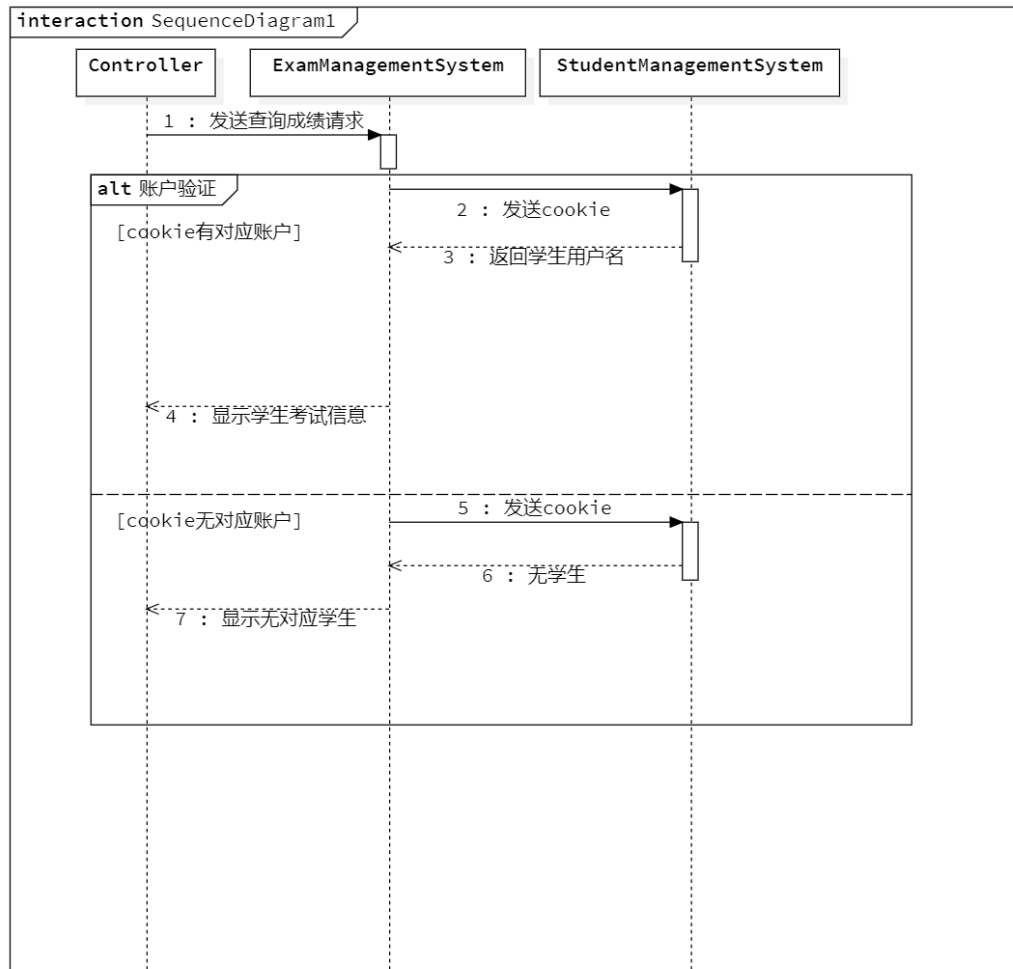 interaction SequenceDiagram1
Controller
ExamManagementSystem
StudentManagementSystem
1 : 发送查询成绩请求
alt 账户验证
2 : 发送cookie
[cookie有对应账户]
3 : 返回学生用户名
4 : 显示学生考试信息
5 : 发送cookie
[cookie无对应账户]
6 : 无学生
7 : 显示无对应学生